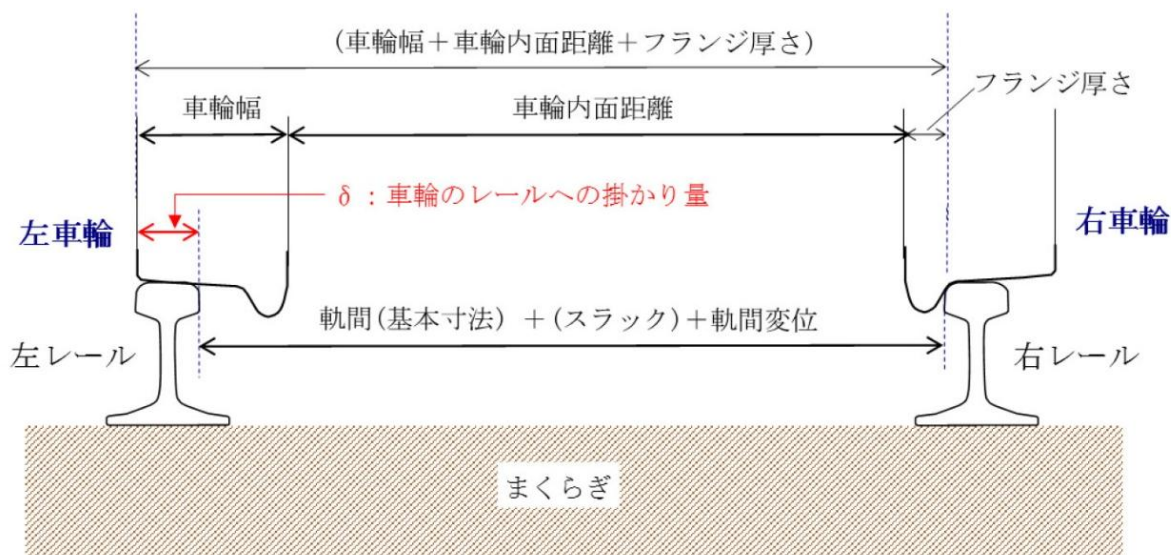 (車輪幅＋車輪内面距離＋フランジ厚さ)
フランジ厚さ
車輪幅
車輪内面距離
δ：車輪のレールへの掛かり量
左車輪
右車輪
軌間(基本寸法)＋(スラック)＋軌間変位
左レール
右レール
まくらぎ